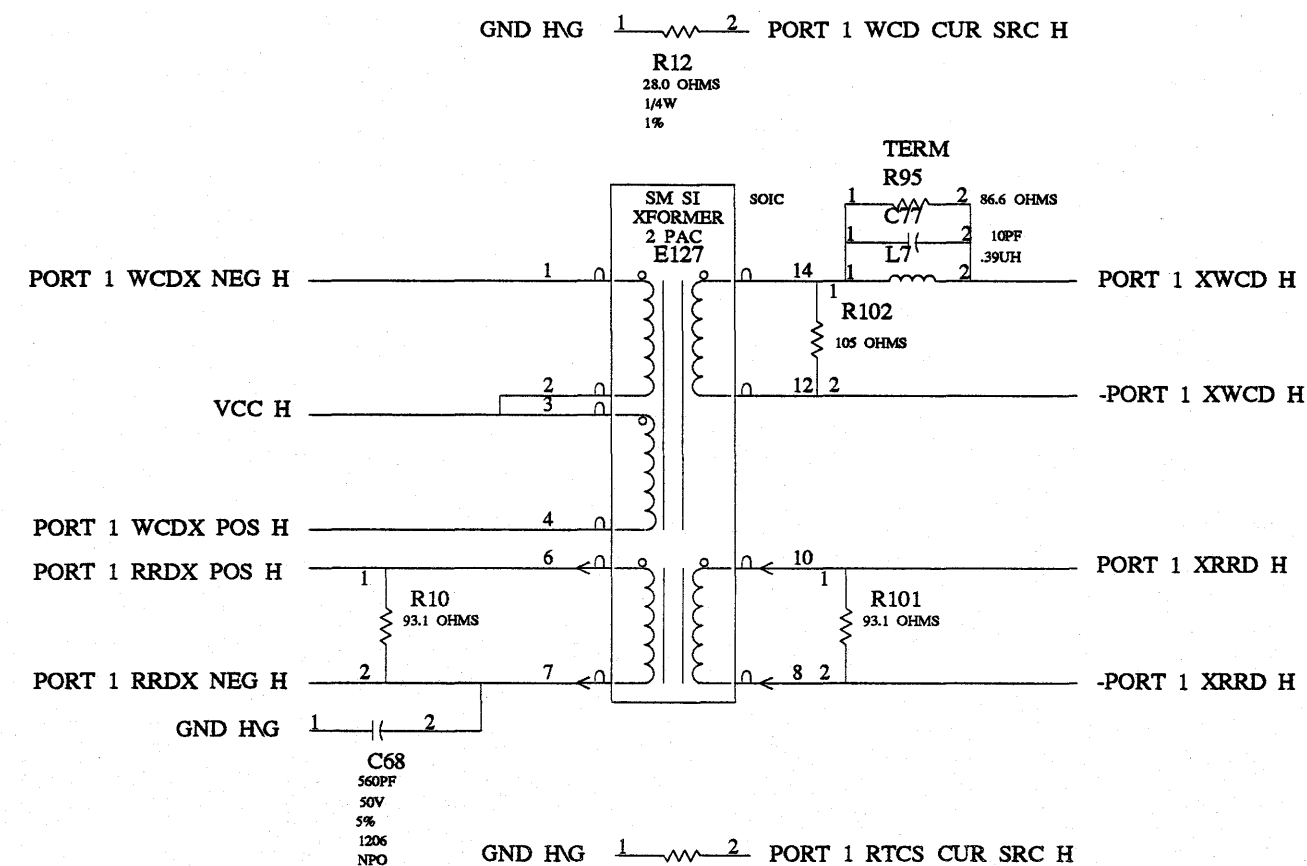 GND H\G 1 2 PORT 1 WCD CUR SRC H
R12
28.0 OHMS
1/4W
1%
TERM
R95
1 2 86.6 OHMS
C77
1 2 10PF
L7 .39UH
1 2
SM SI
XFORMER
2 PAC
E127
SOIC
PORT 1 WCDX NEG H 1 14 PORT 1 XWCD H
1
R102
105 OHMS
2 12 2 -PORT 1 XWCD H
VCC H 3
PORT 1 WCDX POS H 4
PORT 1 RRDX POS H 6 10 PORT 1 XRRD H
1 1
R10 R101
93.1 OHMS 93.1 OHMS
PORT 1 RRDX NEG H 2 7 8 2 -PORT 1 XRRD H
GND H\G 1 2
C68
560PF
50V
5%
1206
NPO
GND H\G 1 2 PORT 1 RTCS CUR SRC H